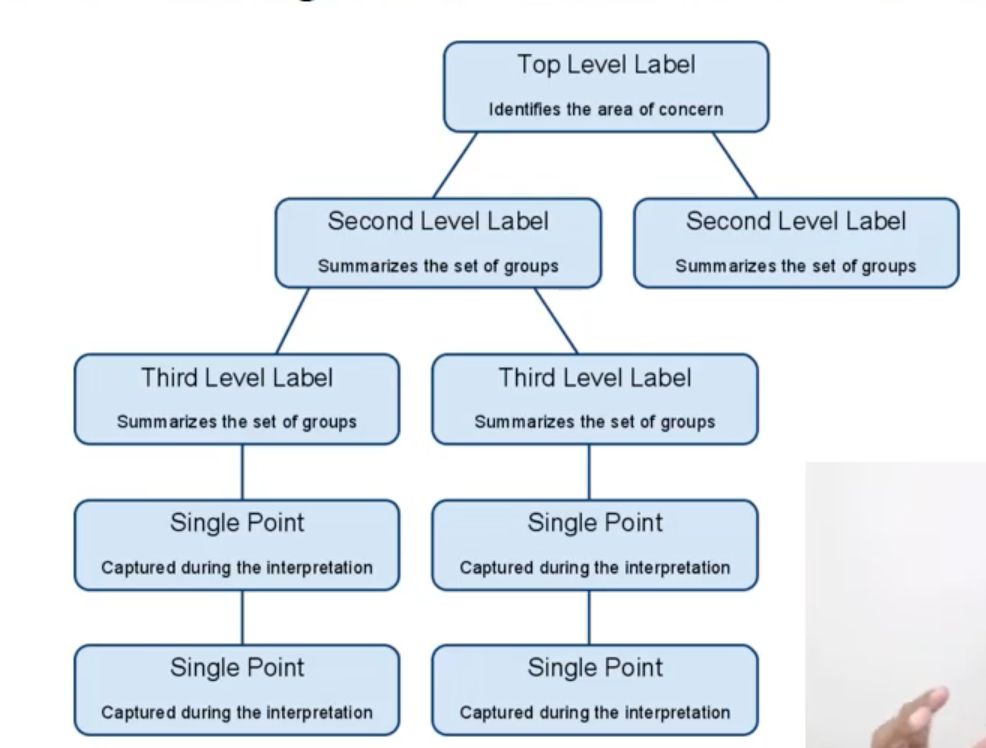 Top Level Label
Identifies the area of concern
Second Level Label
Summarizes the set of groups
Second Level Label
Summarizes the set of groups
Third Level Label
Summarizes the set of groups
Third Level Label
Summarizes the set of groups
Single Point
Captured during the interpretation
Single Point
Captured during the interpretation
Single Point
Captured during the interpretation
Single Point
Captured during the interpretation